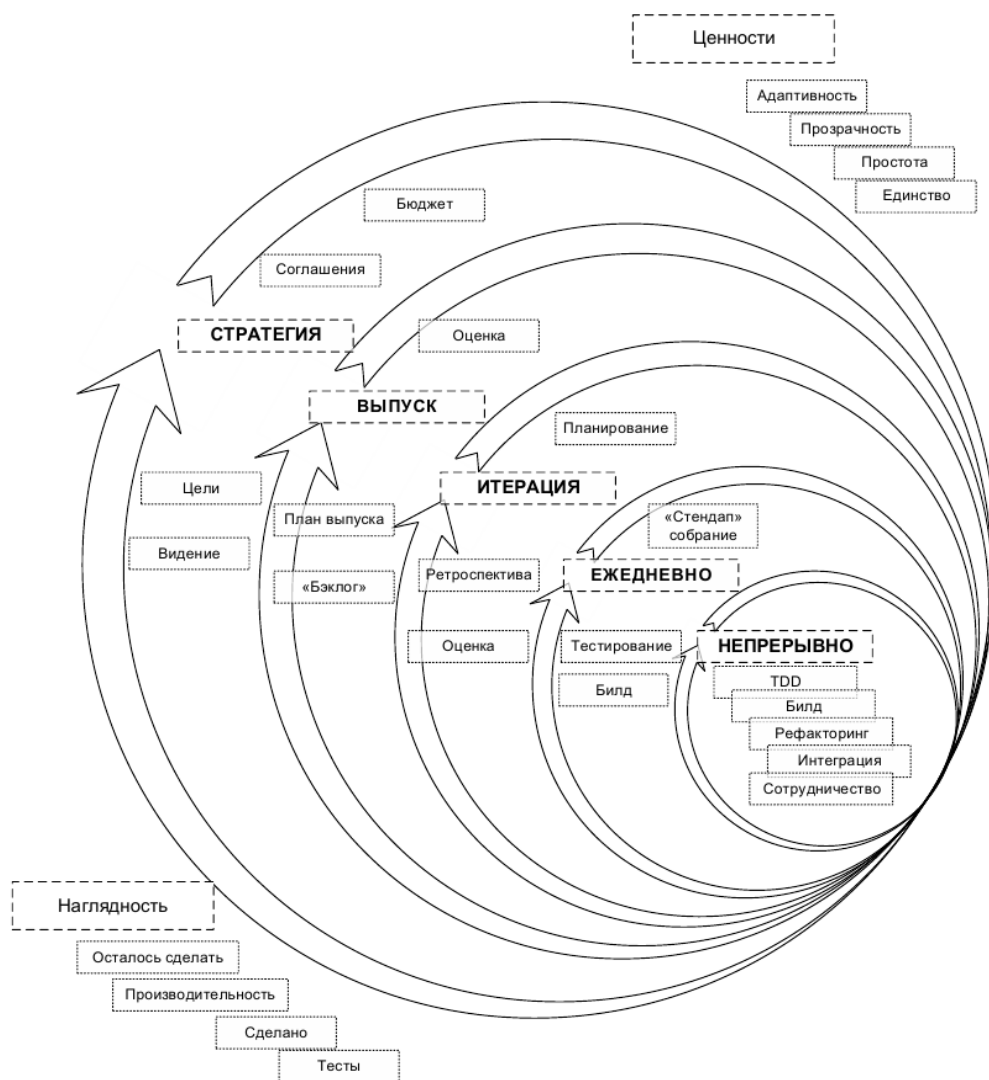 Ценности
Адаптивность
Прозрачность
Простота
Единство
Бюджет
Соглашения
СТРАТЕГИЯ
Оценка
ВЫПУСК
Планирование
ИТЕРАЦИЯ
Цели
План выпуска
«Стендап»
собрание
Видение
«Бэклог»
Ретроспектива
ЕЖЕДНЕВНО
Оценка
Тестирование
НЕПРЕРЫВНО
Билд
TDD
Билд
Рефакторинг
Интеграция
Сотрудничество
Наглядность
Осталось сделать
Производительность
Сделано
Тесты